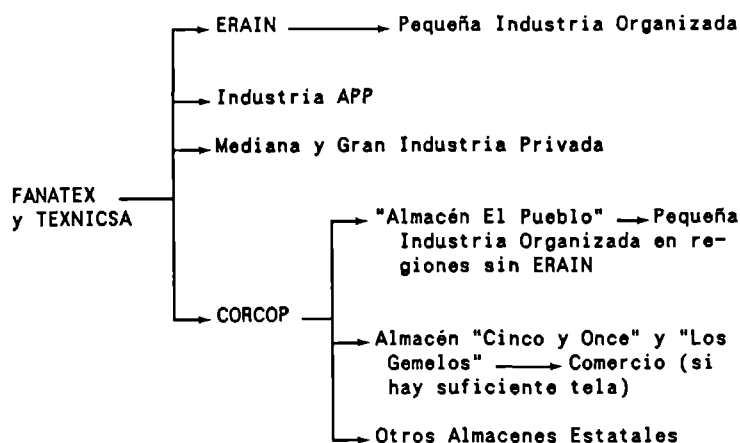 ERAIN → Pequeña Industria Organizada
Industria APP
Mediana y Gran Industria Privada
FANATEX
y TEXNICSA
"Almacén El Pueblo" → Pequeña
Industria Organizada en re-
giones sin ERAIN
CORCOP
Almacén "Cinco y Once" y "Los
Gemelos" → Comercio (si
hay suficiente tela)
Otros Almacenes Estatales